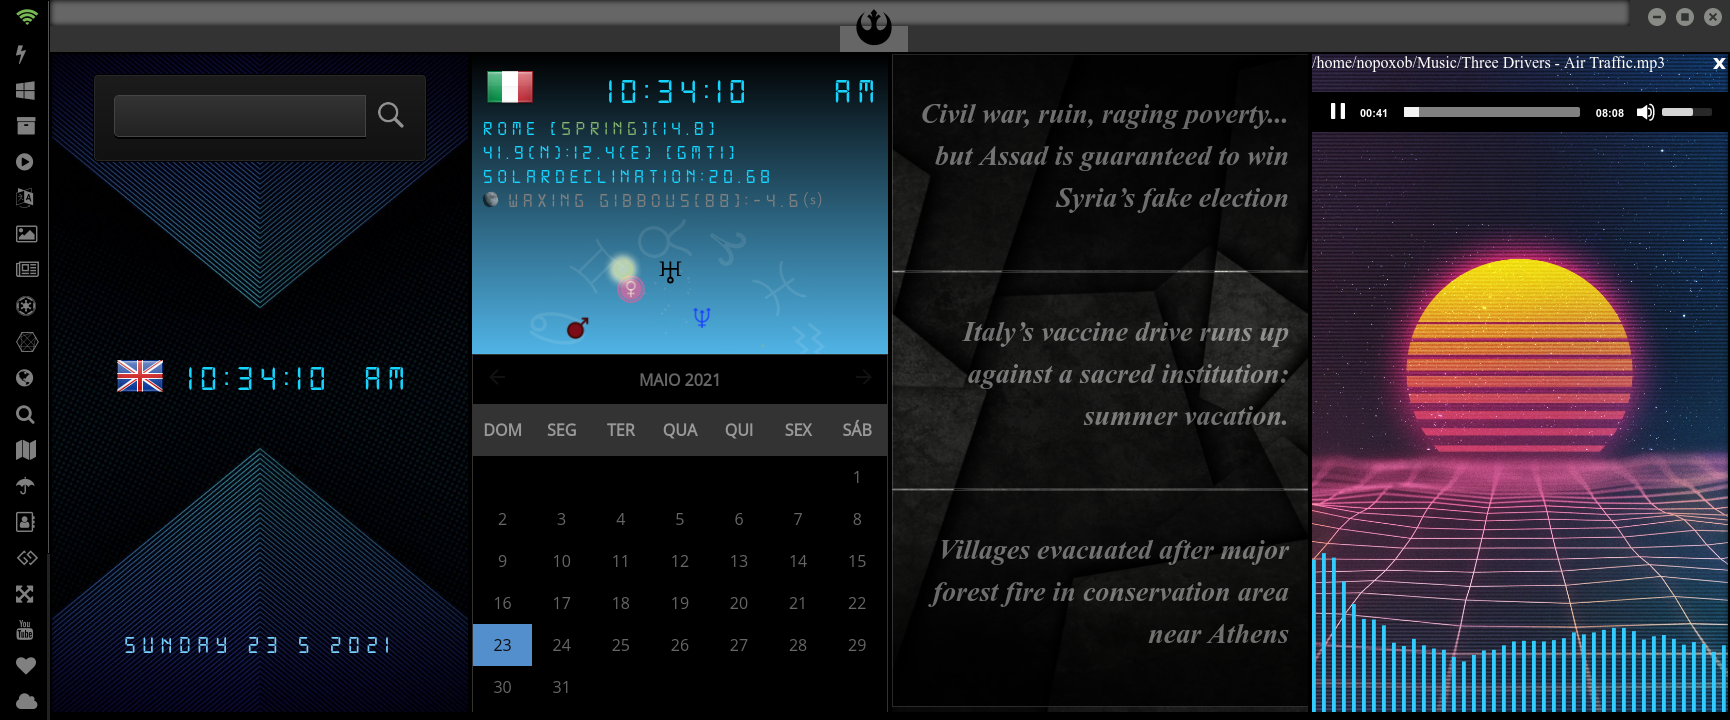 10:34:10 AM
SUNDAY 23 5 2021
10:34:10 AM
ROME [SPRING][14.8]
41.9(N):12.4(E) [GMT1]
SOLARDECLINATION:20.68
WAXING GIBBOUS[88]:-4.6(s)
MAIO 2021
DOM SEG TER QUA QUI SEX SÁB
1
2 3 4 5 6 7 8
9 10 11 12 13 14 15
16 17 18 19 20 21 22
23 24 25 26 27 28 29
30 31
Civil war, ruin, raging poverty...
but Assad is guaranteed to win
Syria’s fake election
Italy’s vaccine drive runs up
against a sacred institution:
summer vacation.
Villages evacuated after major
forest fire in conservation area
near Athens
/home/nopoxob/Music/Three Drivers - Air Traffic.mp3 x
00:41 08:08
You
Tube